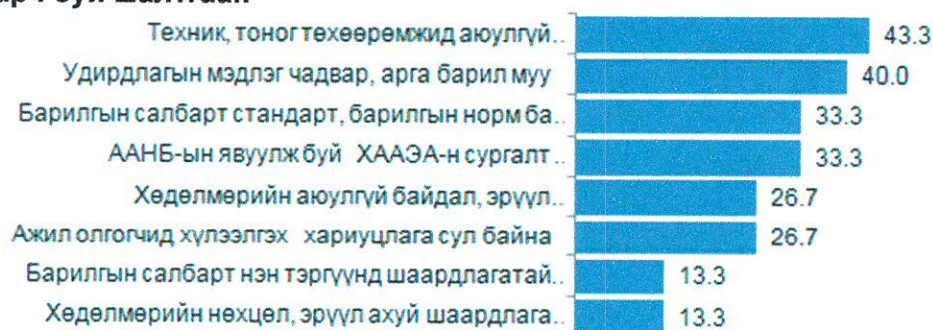 буй шалтгаан
Техник, тоног төхөөрөмжид аюулгүй.. 43.3
Удирдлагын мэдлэг чадвар, арга барил муу 40.0
Барилгын салбарт стандарт, барилгын норм ба.. 33.3
ААНБ-ын явуулж буй ХААЭА-н сургалт .. 33.3
Хөдөлмөрийн аюулгүй байдал, эрүүл.. 26.7
Ажил олгогчид хүлээлгэх хариуцлага сул байна 26.7
Барилгын салбарт нэн тэргүүнд шаардлагатай.. 13.3
Хөдөлмөрийн нөхцөл, эрүүл ахуй шаардлага.. 13.3